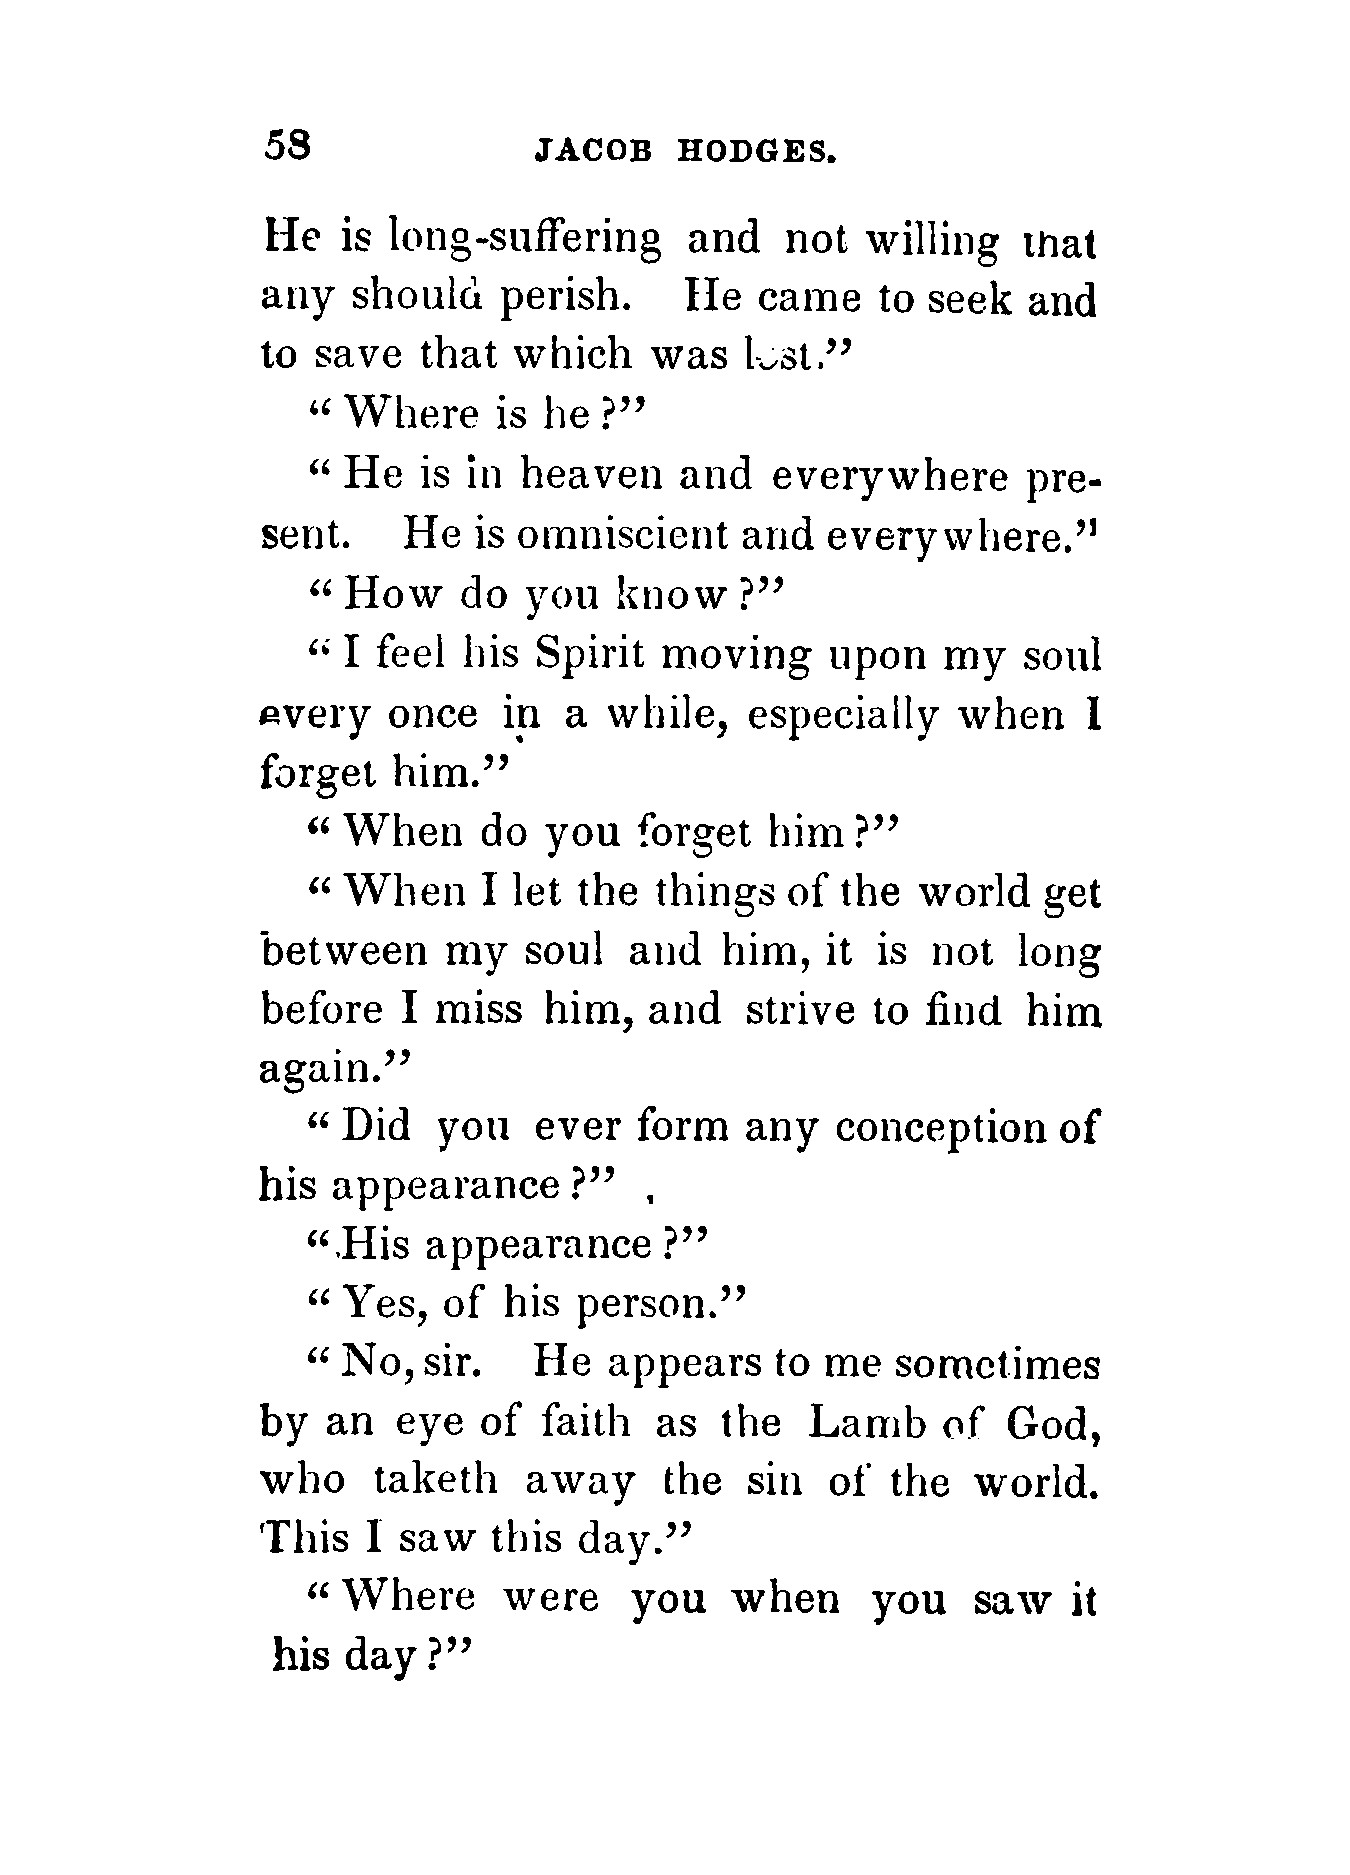 58 JACOB HODGES.
He is long-suffering and not willing that
any should perish. He came to seek and
to save that which was lost."
"Where is he?"
"He is in heaven and everywhere pre-
sent. He is omniscient and everywhere."
"How do you know?"
"I feel his Spirit moving upon my soul
every once in a while, especially when I
forget him."
"When do you forget him?"
"When I let the things of the world get
between my soul and him, it is not long
before I miss him, and strive to find him
again."
"Did you ever form any conception of
his appearance?"
"His appearance?"
"Yes, of his person."
"No, sir. He appears to me sometimes
by an eye of faith as the Lamb of God,
who taketh away the sin of the world.
This I saw this day."
"Where were you when you saw it
his day?"